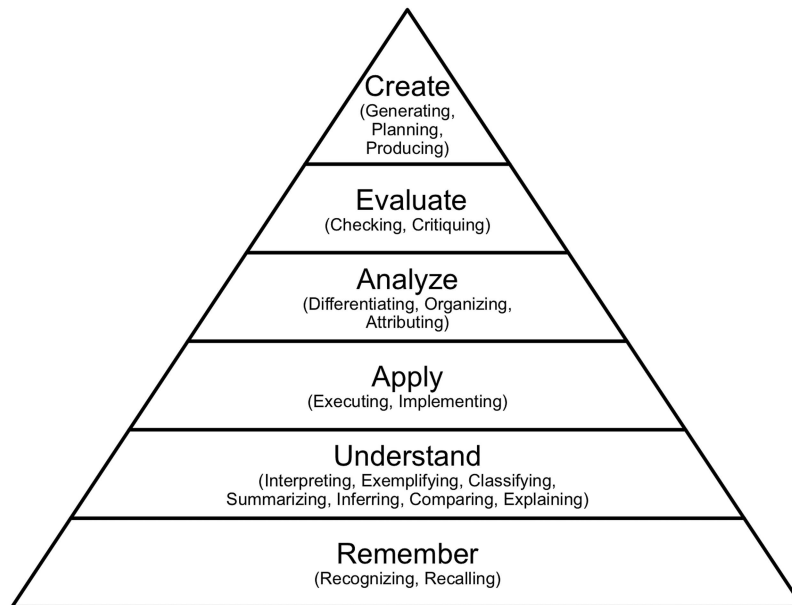 Create
(Generating,
Planning,
Producing)
Evaluate
(Checking, Critiquing)
Analyze
(Differentiating, Organizing,
Attributing)
Apply
(Executing, Implementing)
Understand
(Interpreting, Exemplifying, Classifying,
Summarizing, Inferring, Comparing, Explaining)
Remember
(Recognizing, Recalling)